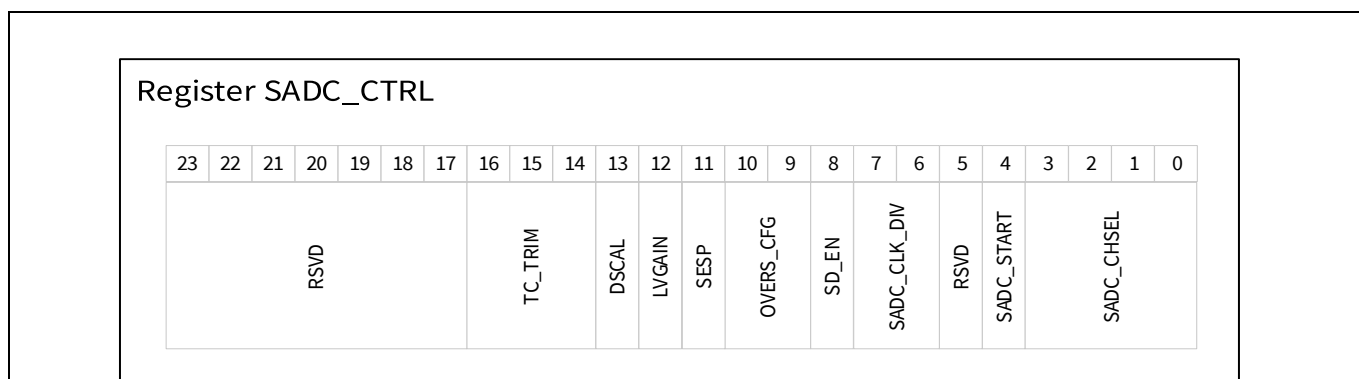 Register SADC_CTRL
23 22 21 20 19 18 17 16 15 14 13 12 11 10 9 8 7 6 5 4 3 2 1 0
RSVD TC_TRIM DSCAL LVGAIN SESP OVERS_CFG SD_EN SADC_CLK_DIV RSVD SADC_START SADC_CHSEL